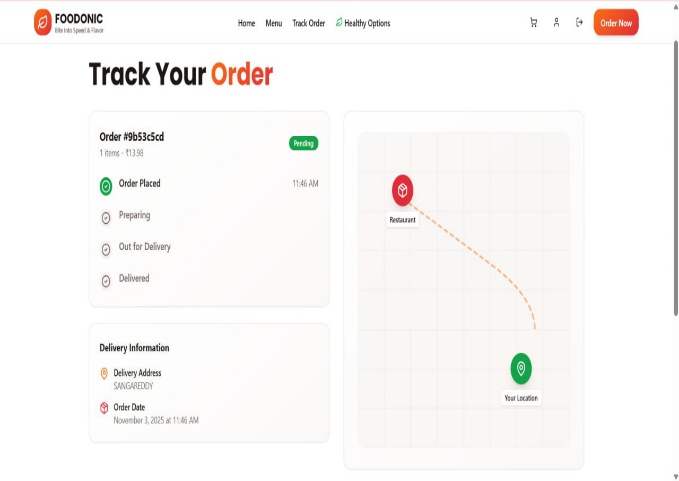 FOODONIC
Bite Into Speed & Flavor
Home Menu Track Order Healthy Options
Order Now
Track Your Order
Order #9b53c5cd
1 items - ₹13.98
Pending
Order Placed 11:46 AM
Preparing
Out for Delivery
Delivered
Delivery Information
Delivery Address
SANGAREDDY
Order Date
November 3, 2025 at 11:46 AM
Restaurant
Your Location